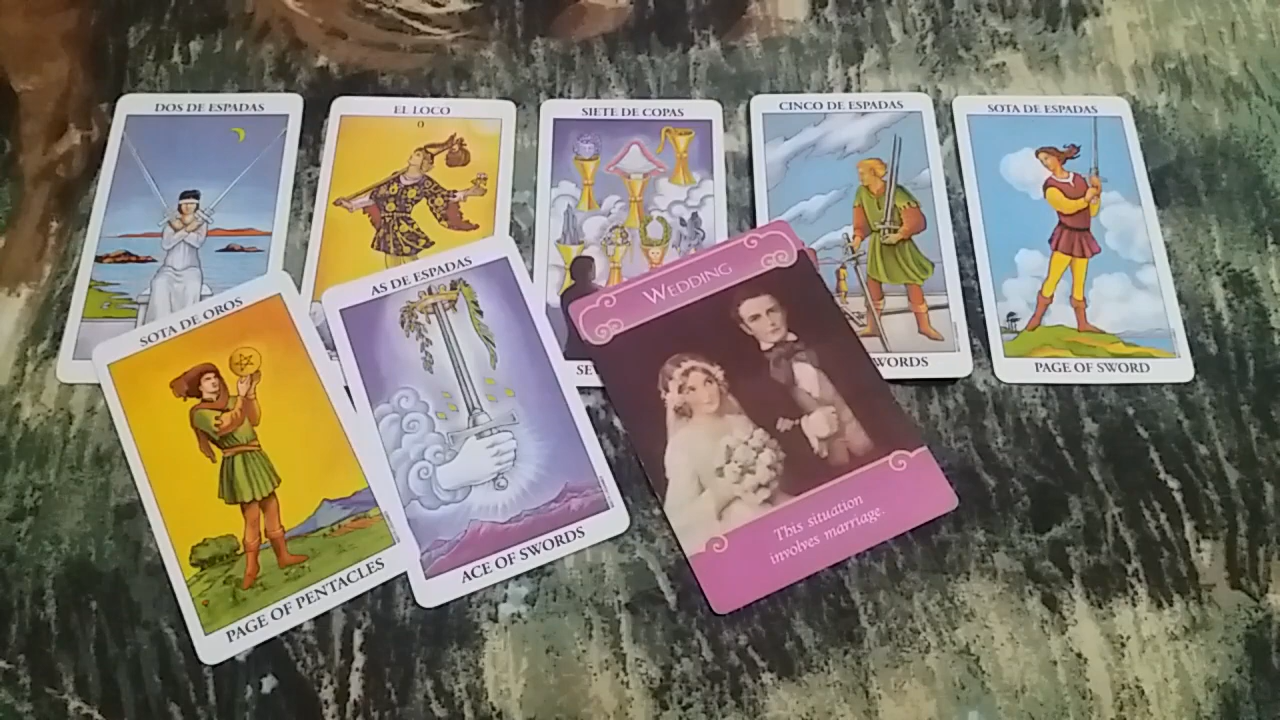 DOS DE ESPADAS
EL LOCO
0
SIETE DE COPAS
CINCO DE ESPADAS
SOTA DE ESPADAS
PAGE OF SWORD
SOTA DE OROS
PAGE OF PENTACLES
AS DE ESPADAS
ACE OF SWORDS
WEDDING
This situation
involves marriage.